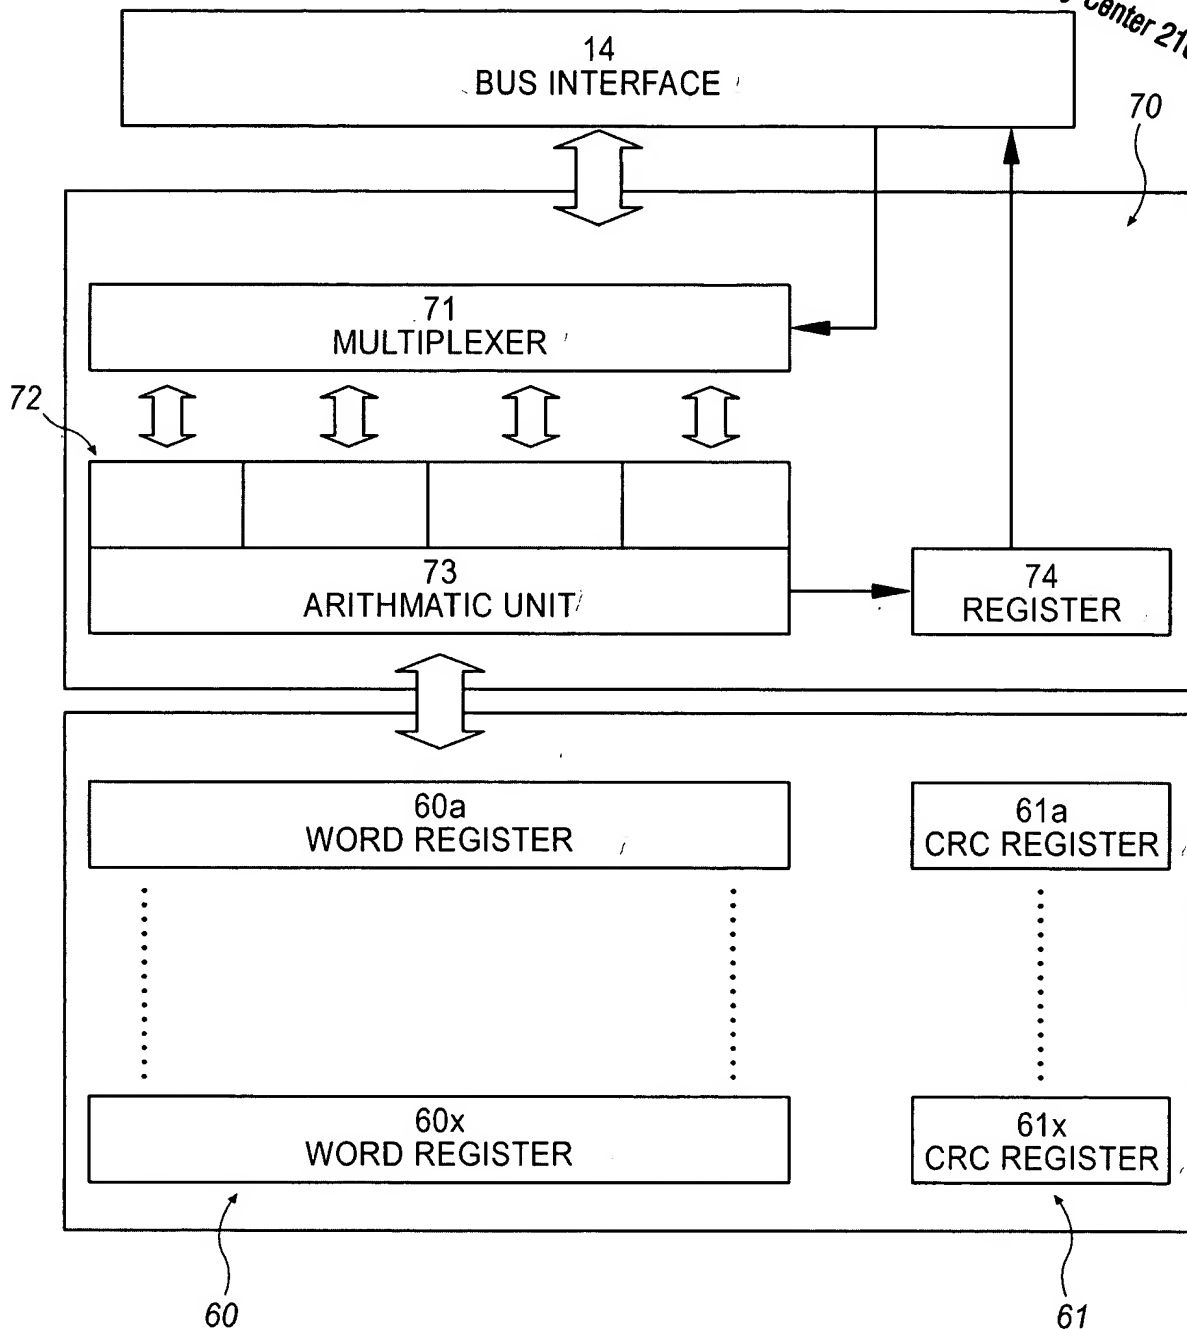 Center
14
BUS INTERFACE
70
71
MULTIPLEXER
72
73
ARITHMATIC UNIT
74
REGISTER
60a
WORD REGISTER
61a
CRC REGISTER
60x
WORD REGISTER
61x
CRC REGISTER
60
61